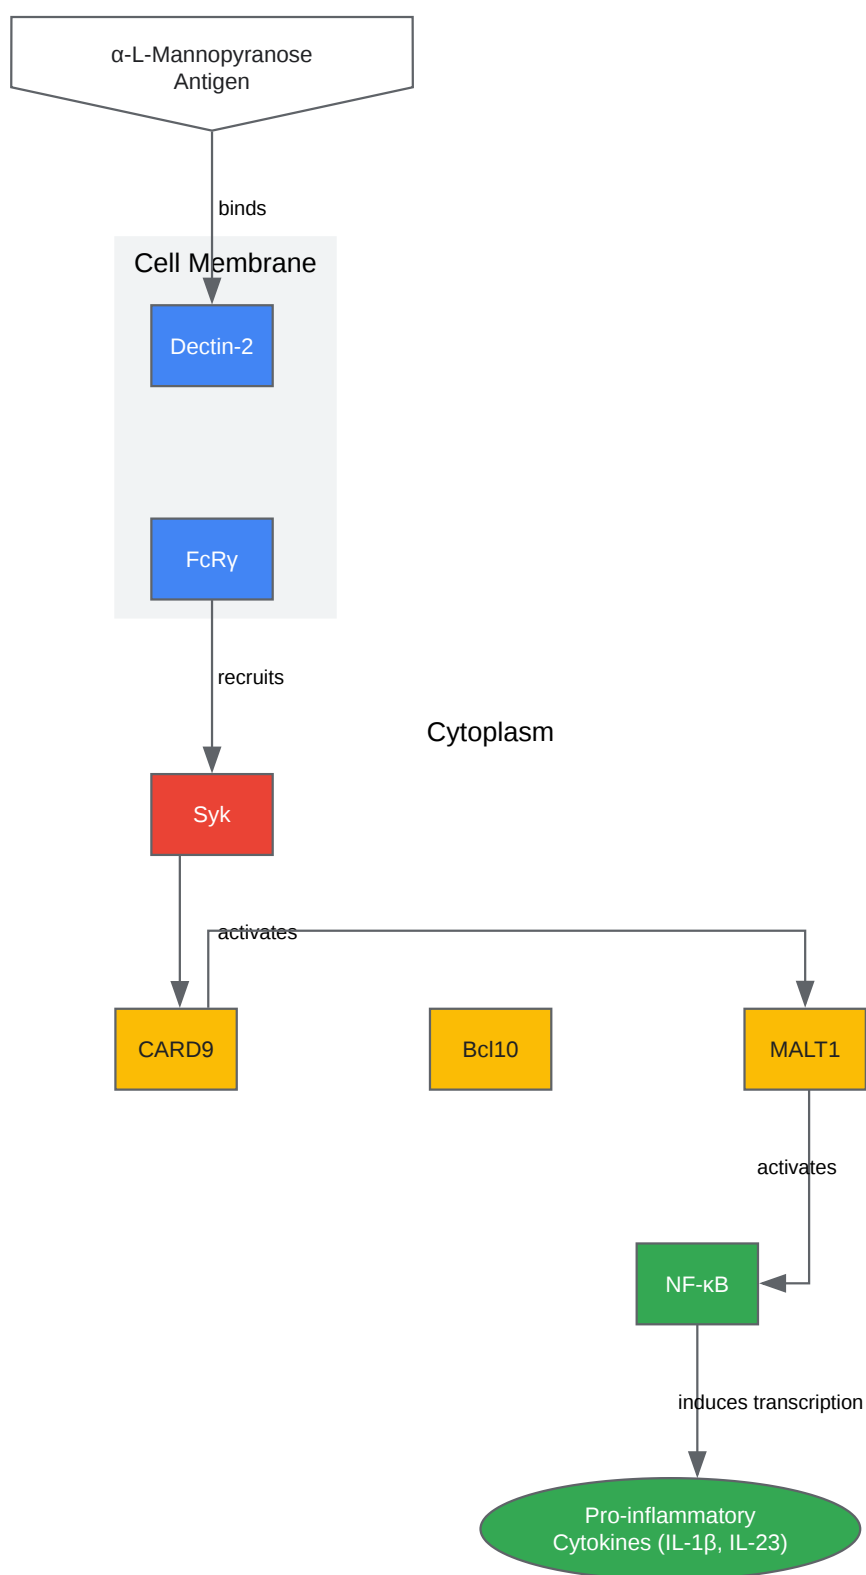 α-L-Mannopyranose
Antigen
binds
Cell Membrane
Dectin-2
FcRγ
recruits
Cytoplasm
Syk
activates
CARD9
Bcl10
MALT1
activates
NF-κB
induces transcription
Pro-inflammatory
Cytokines (IL-1β, IL-23)